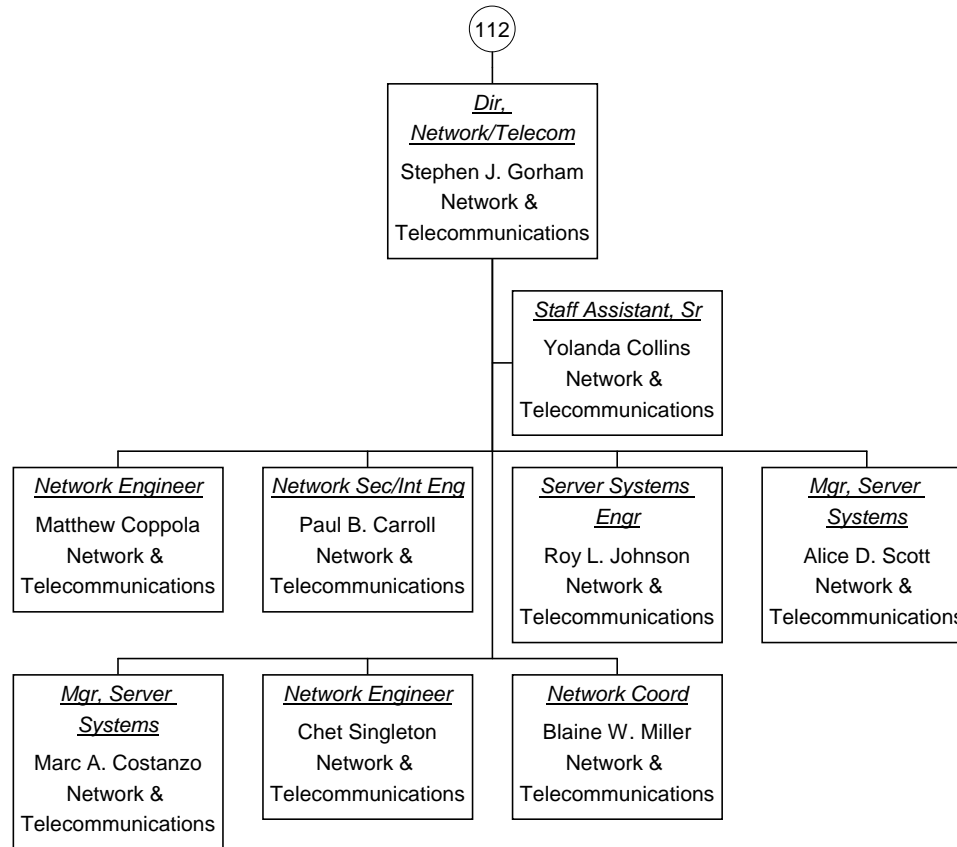 112
Dir,
Network/Telecom
Stephen J. Gorham
Network &
Telecommunications
Staff Assistant, Sr
Yolanda Collins
Network &
Telecommunications
Network Engineer
Matthew Coppola
Network &
Telecommunications
Network Sec/Int Eng
Paul B. Carroll
Network &
Telecommunications
Server Systems
Engr
Roy L. Johnson
Network &
Telecommunications
Mgr, Server
Systems
Alice D. Scott
Network &
Telecommunications
Mgr, Server
Systems
Marc A. Costanzo
Network &
Telecommunications
Network Engineer
Chet Singleton
Network &
Telecommunications
Network Coord
Blaine W. Miller
Network &
Telecommunications